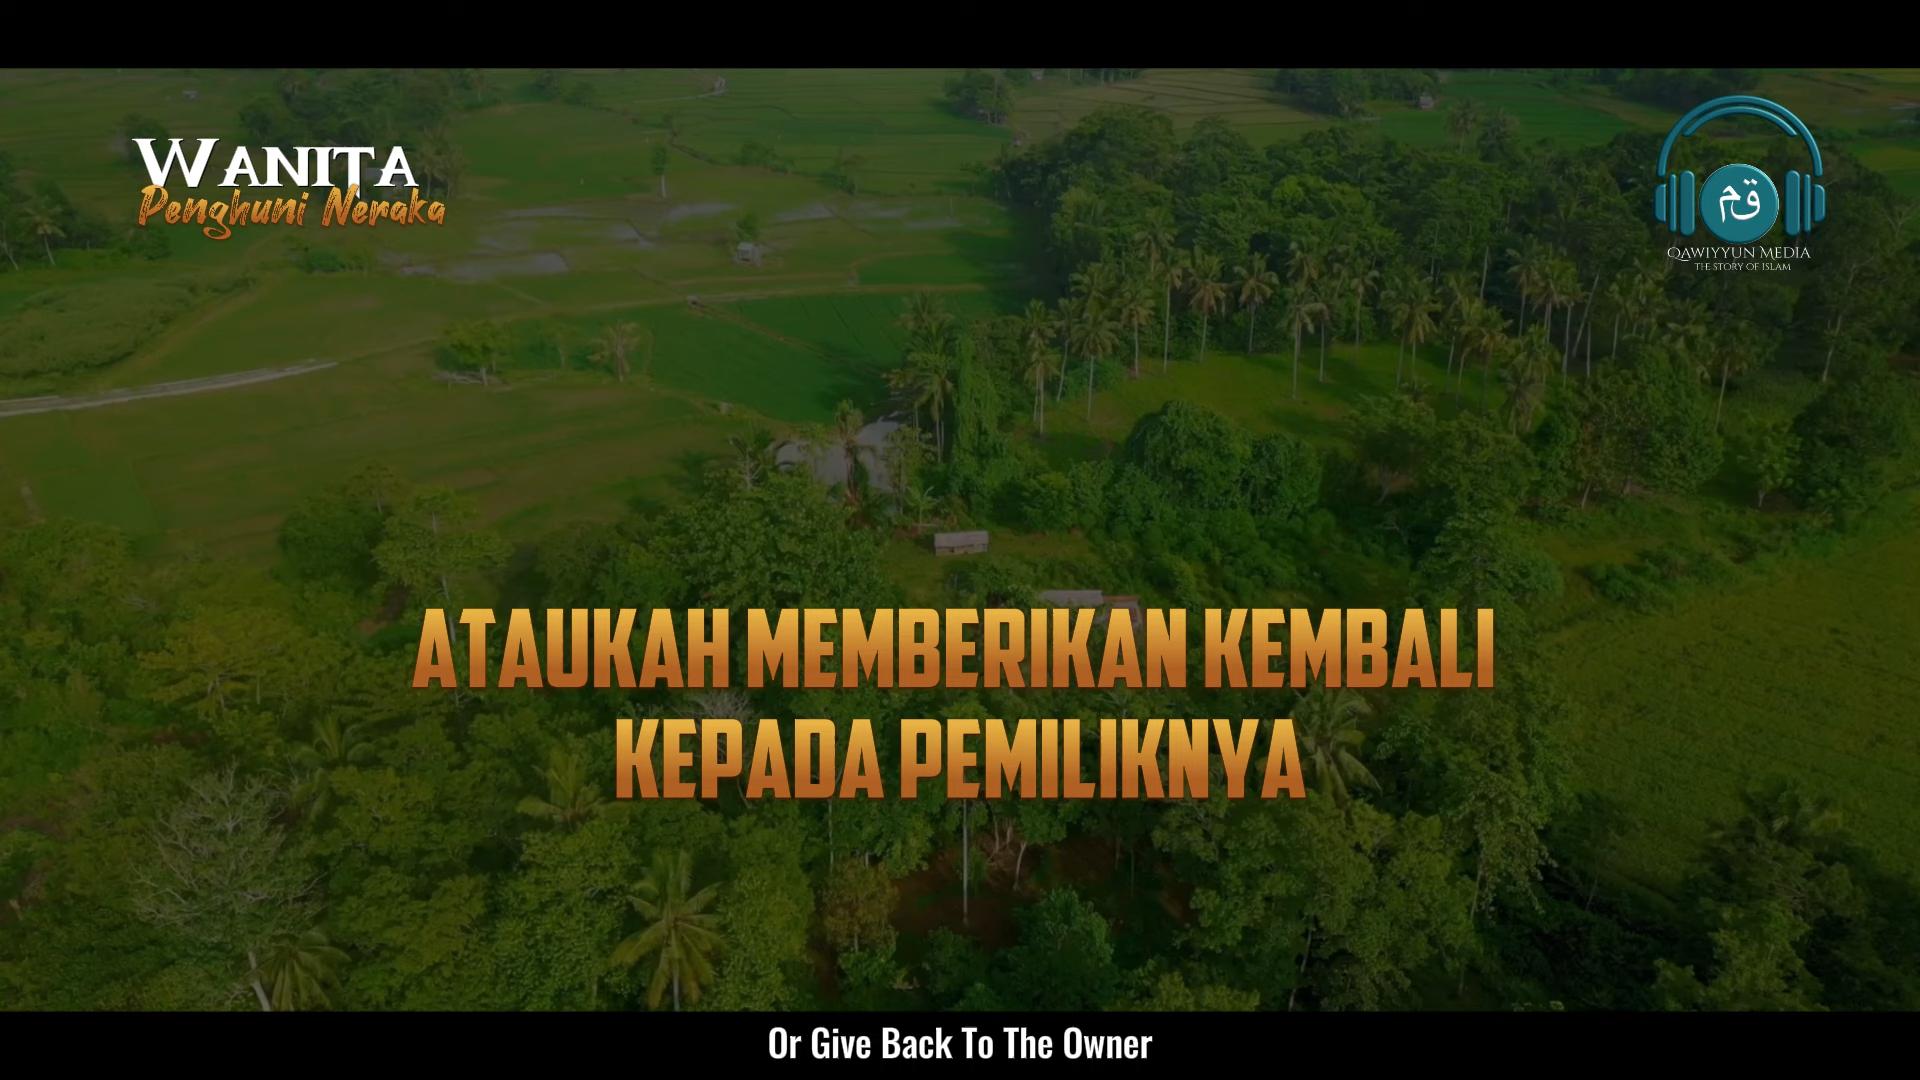 WANITA
Penghuni Neraka
قم
QAWIYYUN MEDIA
THE STORY OF ISLAM
ATAUKAH MEMBERIKAN KEMBALI
KEPADA PEMILIKNYA
Or Give Back To The Owner